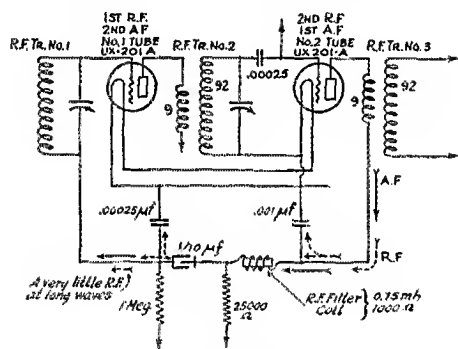 1ST R.F.
2ND AF
No.1 TUBE
UX-201-A
2ND R.F
1ST A.F
No.2 TUBE
UX-201-A
R.F.TR.No.1
R.F.TR.No.2
.00025
R.F.TR.No.3
9
92
9
92
A.F
.00025µf
.001µf
1/10 µf
R.F
A very little R.F.
at long waves
1 Meg.
25000
Ω
R.F. Filter
Coil
0.75mh
1000 Ω